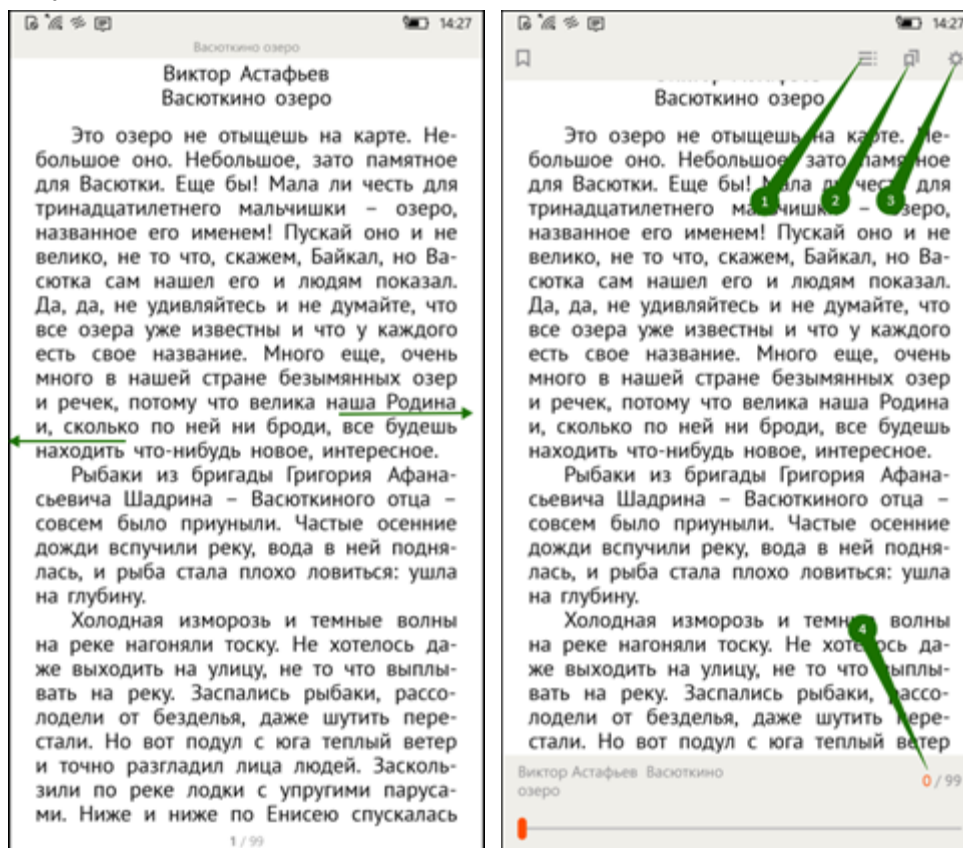 14:27
Васюткино озеро
Виктор Астафьев
Васюткино озеро
Это озеро не отыщешь на карте. Не-
большое оно. Небольшое, зато памятное
для Васютки. Еще бы! Мала ли честь для
тринадцатилетнего мальчишки – озеро,
названное его именем! Пускай оно и не
велико, не то что, скажем, Байкал, но Ва-
сютка сам нашел его и людям показал.
Да, да, не удивляйтесь и не думайте, что
все озера уже известны и что у каждого
есть свое название. Много еще, очень
много в нашей стране безымянных озер
и речек, потому что велика наша Родина
и, сколько по ней ни броди, все будешь
находить что-нибудь новое, интересное.
Рыбаки из бригады Григория Афана-
сьевича Шадрина – Васюткиного отца –
совсем было приуныли. Частые осенние
дожди вспучили реку, вода в ней подня-
лась, и рыба стала плохо ловиться: ушла
на глубину.
Холодная изморозь и темные волны
на реке нагоняли тоску. Не хотелось да-
же выходить на улицу, не то что выплы-
вать на реку. Заспались рыбаки, рассо-
лодели от безделья, даже шутить пере-
стали. Но вот подул с юга теплый ветер
и точно разгладил лица людей. Засколь-
зили по реке лодки с упругими паруса-
ми. Ниже и ниже по Енисею спускалась
1 / 99
14:27
Васюткино озеро
Это озеро не отыщешь на карте. Не-
большое оно. Небольшое, зато памятное
для Васютки. Еще бы! Мала ли честь для
1 2 3
тринадцатилетнего мальчишки – озеро,
названное его именем! Пускай оно и не
велико, не то что, скажем, Байкал, но Ва-
сютка сам нашел его и людям показал.
Да, да, не удивляйтесь и не думайте, что
все озера уже известны и что у каждого
есть свое название. Много еще, очень
много в нашей стране безымянных озер
и речек, потому что велика наша Родина
и, сколько по ней ни броди, все будешь
находить что-нибудь новое, интересное.
Рыбаки из бригады Григория Афана-
сьевича Шадрина – Васюткиного отца –
совсем было приуныли. Частые осенние
дожди вспучили реку, вода в ней подня-
лась, и рыба стала плохо ловиться: ушла
на глубину.
Холодная изморозь и темные волны
4
на реке нагоняли тоску. Не хотелось да-
же выходить на улицу, не то что выплы-
вать на реку. Заспались рыбаки, рассо-
лодели от безделья, даже шутить пере-
стали. Но вот подул с юга теплый ветер
Виктор Астафьев Васюткино
озеро
0 / 99